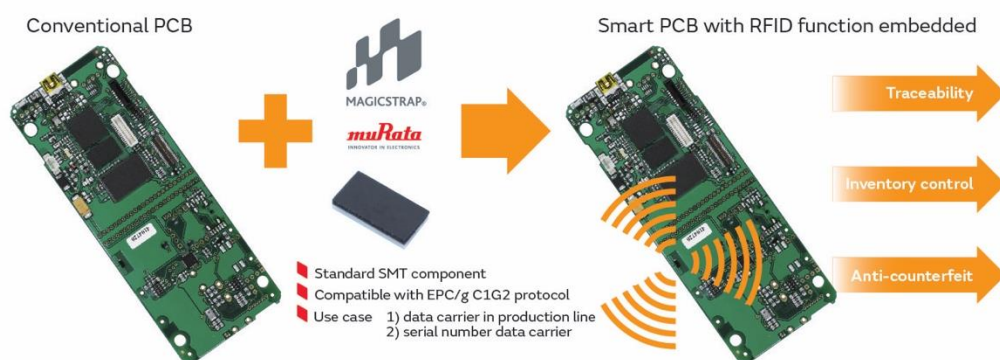 Conventional PCB
Smart PCB with RFID function embedded
MAGICSTRAP®
muRata
INNOVATOR IN ELECTRONICS
Standard SMT component
Compatible with EPC/g C1G2 protocol
Use case 1) data carrier in production line
2) serial number data carrier
Traceability
Inventory control
Anti-counterfeit